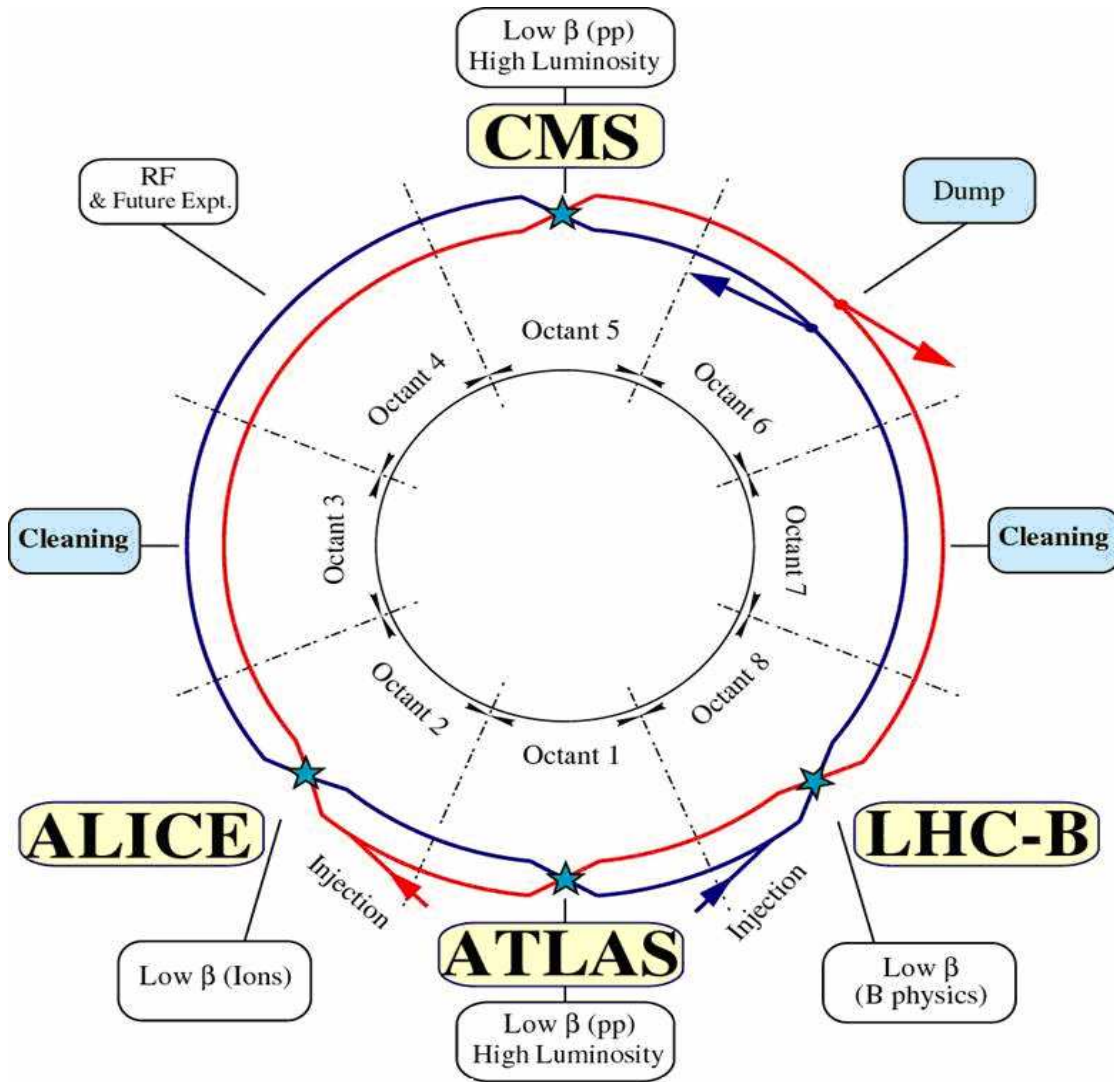 Low β (pp)
High Luminosity
CMS
RF
& Future Expt.
Dump
Octant 5
Octant 4
Octant 6
Cleaning
Octant 3
Octant 7
Cleaning
Octant 2
Octant 8
Octant 1
ALICE
LHC-B
Injection
Injection
ATLAS
Low β (Ions)
Low β
(B physics)
Low β (pp)
High Luminosity